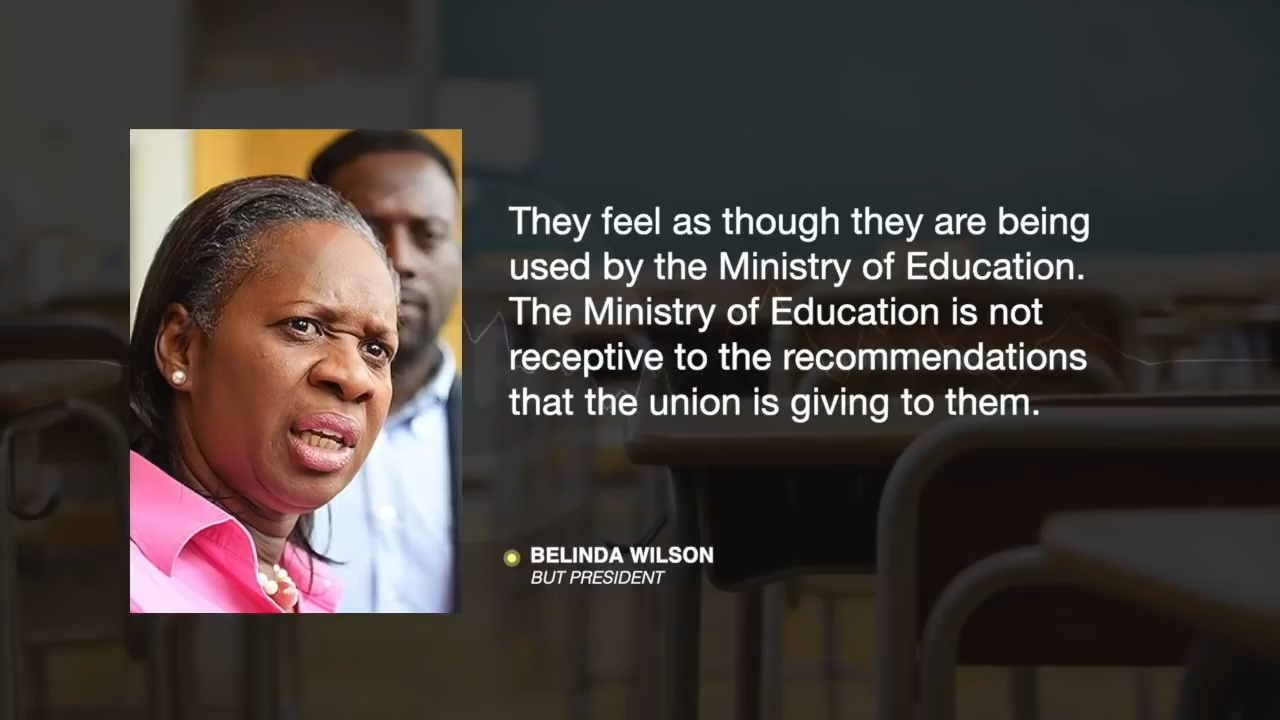 They feel as though they are being
used by the Ministry of Education.
The Ministry of Education is not
receptive to the recommendations
that the union is giving to them.
BELINDA WILSON
BUT PRESIDENT